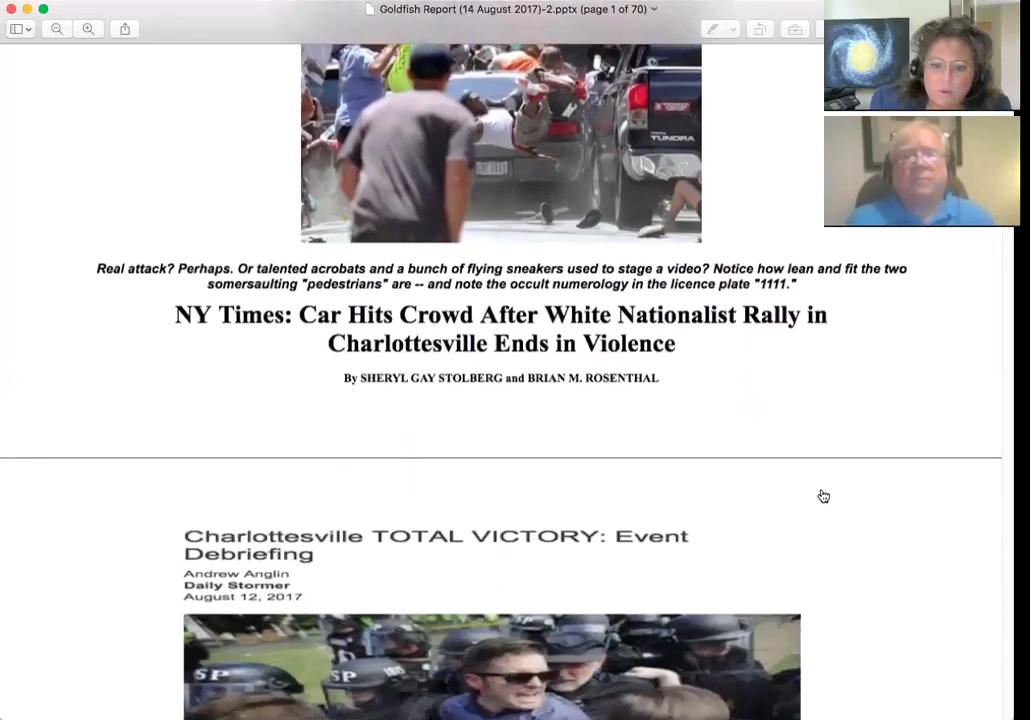 Goldfish Report (14 August 2017)-2.pptx (page 1 of 70)
TUNDRA
Real attack? Perhaps. Or talented acrobats and a bunch of flying sneakers used to stage a video? Notice how lean and fit the two
somersaulting "pedestrians" are -- and note the occult numerology in the licence plate "1111."
NY Times: Car Hits Crowd After White Nationalist Rally in
Charlottesville Ends in Violence
By SHERYL GAY STOLBERG and BRIAN M. ROSENTHAL
Charlottesville TOTAL VICTORY: Event
Debriefing
Andrew Anglin
Daily Stormer
August 12, 2017
SP
SP